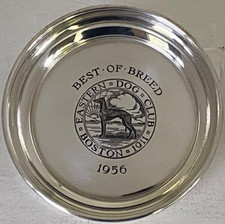 BEST · OF · BREED
EASTERN DOG CLUB
BOSTON 1911
1956